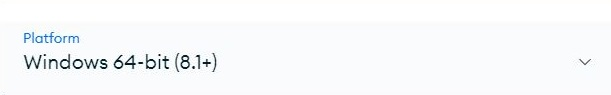 Platform
Windows 64-bit (8.1+)